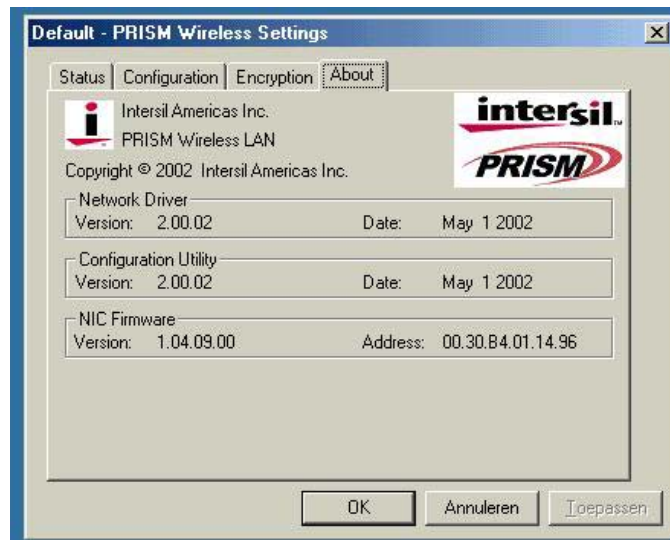 Default - PRISM Wireless Settings
Status Configuration Encryption About
Intersil Americas Inc.
PRISM Wireless LAN
Copyright © 2002 Intersil Americas Inc.
intersil
PRISM
Network Driver
Version: 2.00.02 Date: May 1 2002
Configuration Utility
Version: 2.00.02 Date: May 1 2002
NIC Firmware
Version: 1.04.09.00 Address: 00.30.B4.01.14.96
OK Annuleren Toepassen